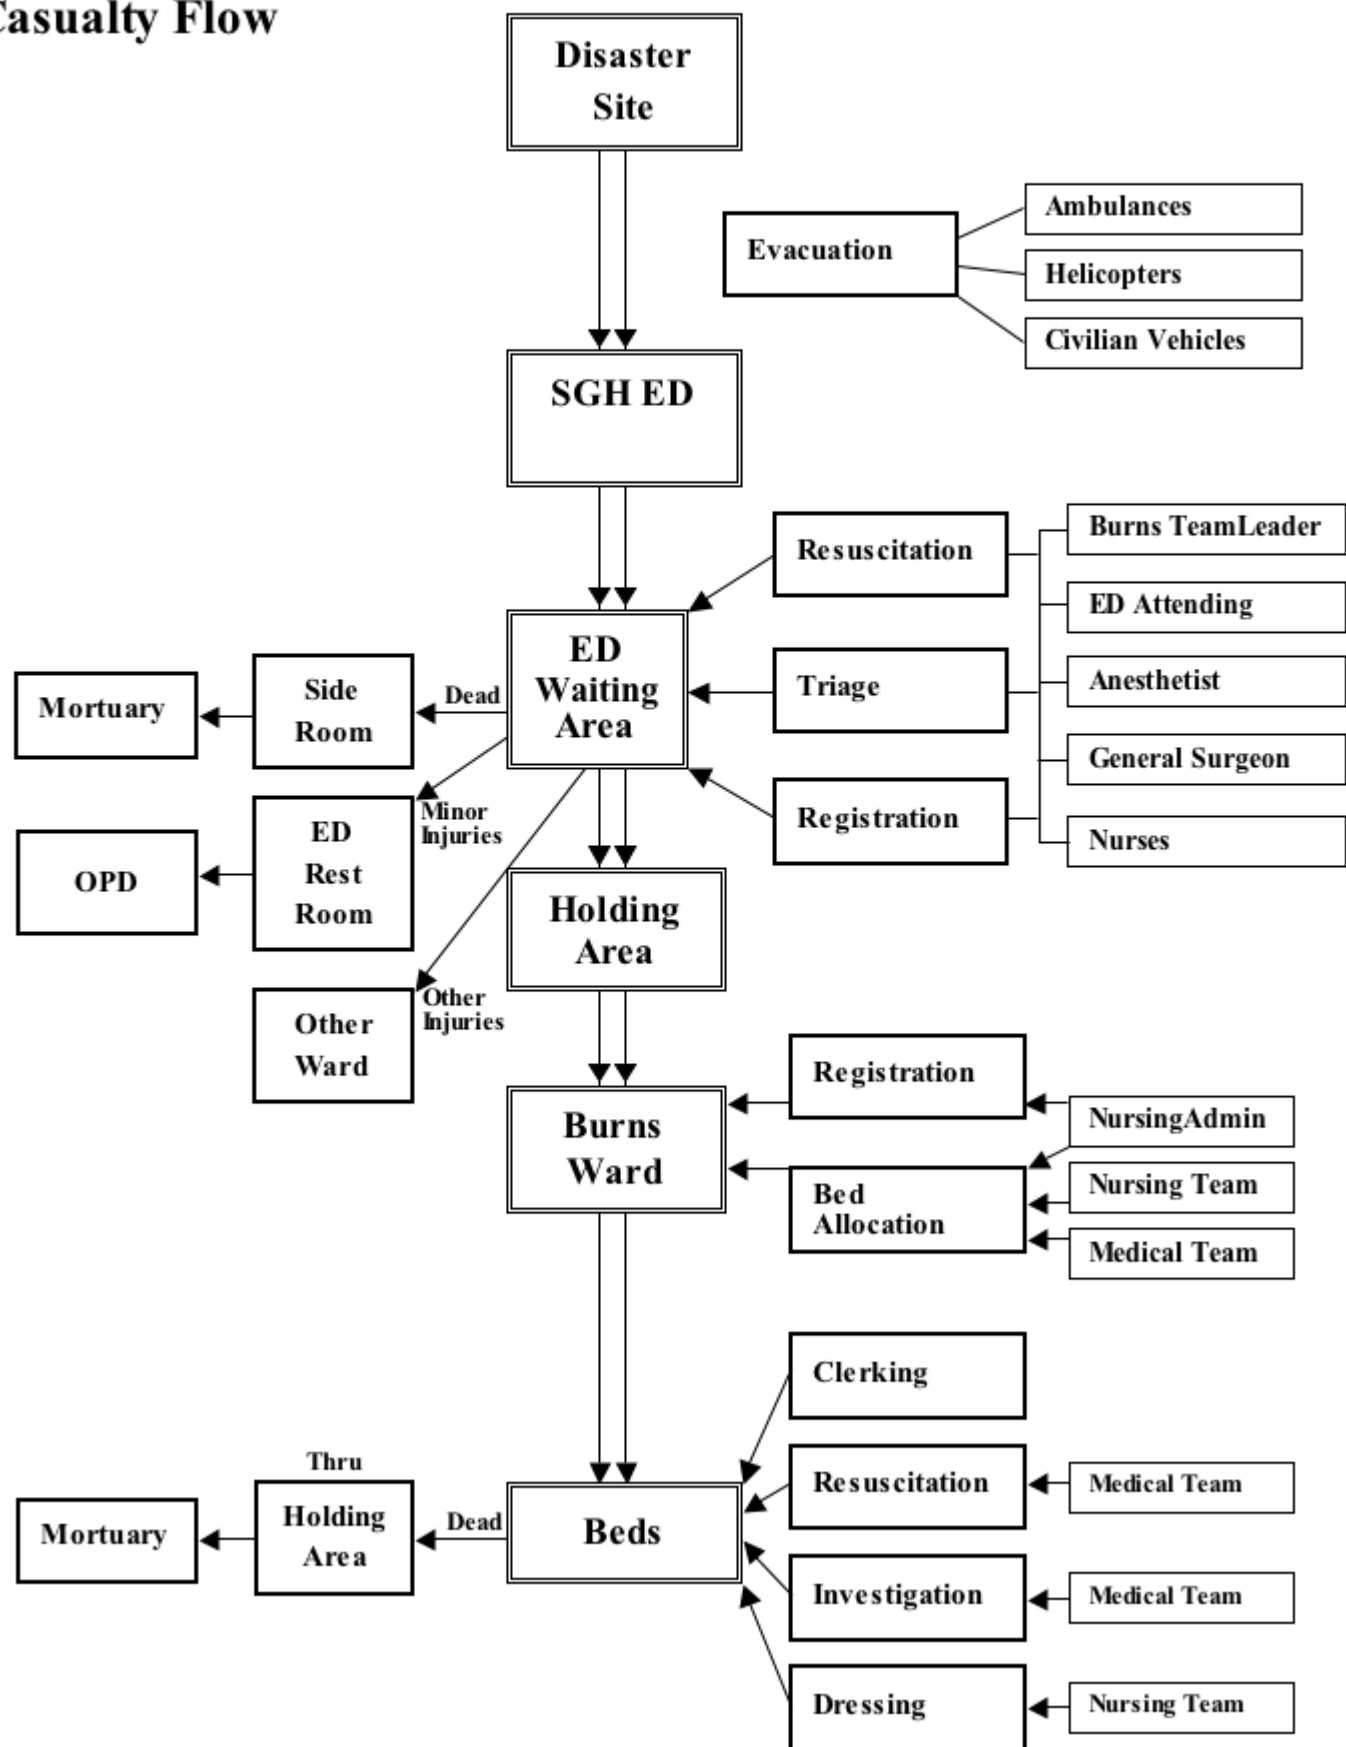 Casualty Flow
Disaster
Site
Evacuation
Ambulances
Helicopters
Civilian Vehicles
SGH ED
Resuscitation
Triage
Registration
Burns TeamLeader
ED Attending
Anesthetist
General Surgeon
Nurses
ED
Waiting
Area
Dead
Side
Room
Mortuary
Minor
Injuries
ED
Rest
Room
OPD
Other
Injuries
Other
Ward
Holding
Area
Burns
Ward
Registration
Bed
Allocation
NursingAdmin
Nursing Team
Medical Team
Beds
Clerking
Resuscitation
Medical Team
Investigation
Medical Team
Dressing
Nursing Team
Dead
Thru
Holding
Area
Mortuary